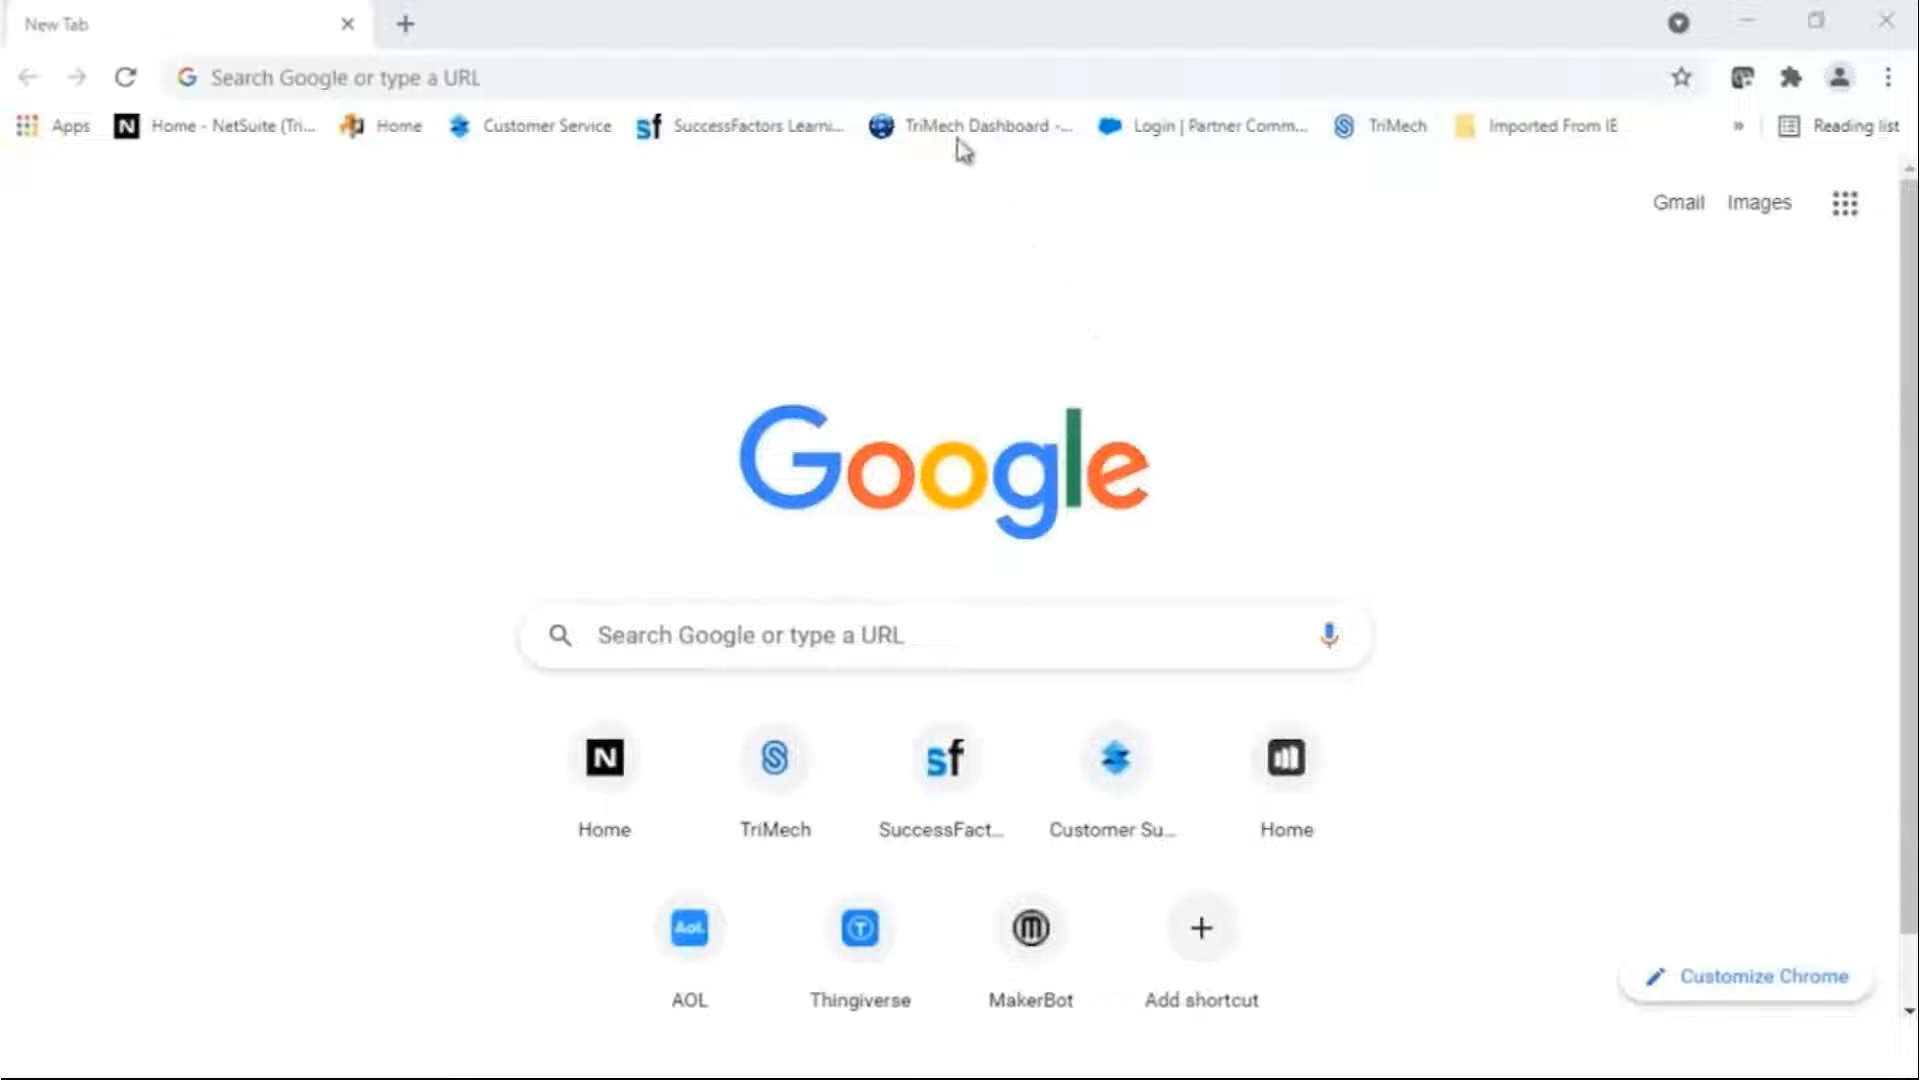 New Tab
Search Google or type a URL
Apps Home - NetSuite (Tri... Home Customer Service SuccessFactors Learni... TriMech Dashboard -... Login | Partner Comm... TriMech Imported From IE » Reading list
Gmail Images
Google
Search Google or type a URL
N S sf
Home TriMech SuccessFact... Customer Su... Home
Aol. T m
AOL Thingiverse MakerBot Add shortcut
Customize Chrome